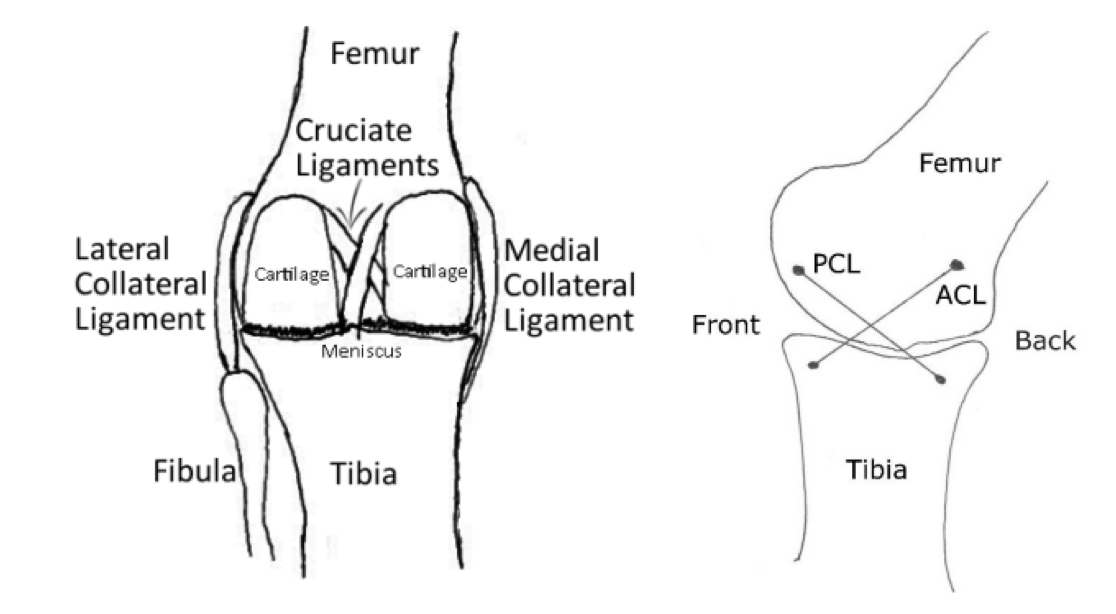 Femur
Cruciate
Ligaments
Lateral
Collateral
Ligament
Cartilage
Cartilage
Medial
Collateral
Ligament
Meniscus
Fibula
Tibia
Femur
PCL
ACL
Front
Back
Tibia